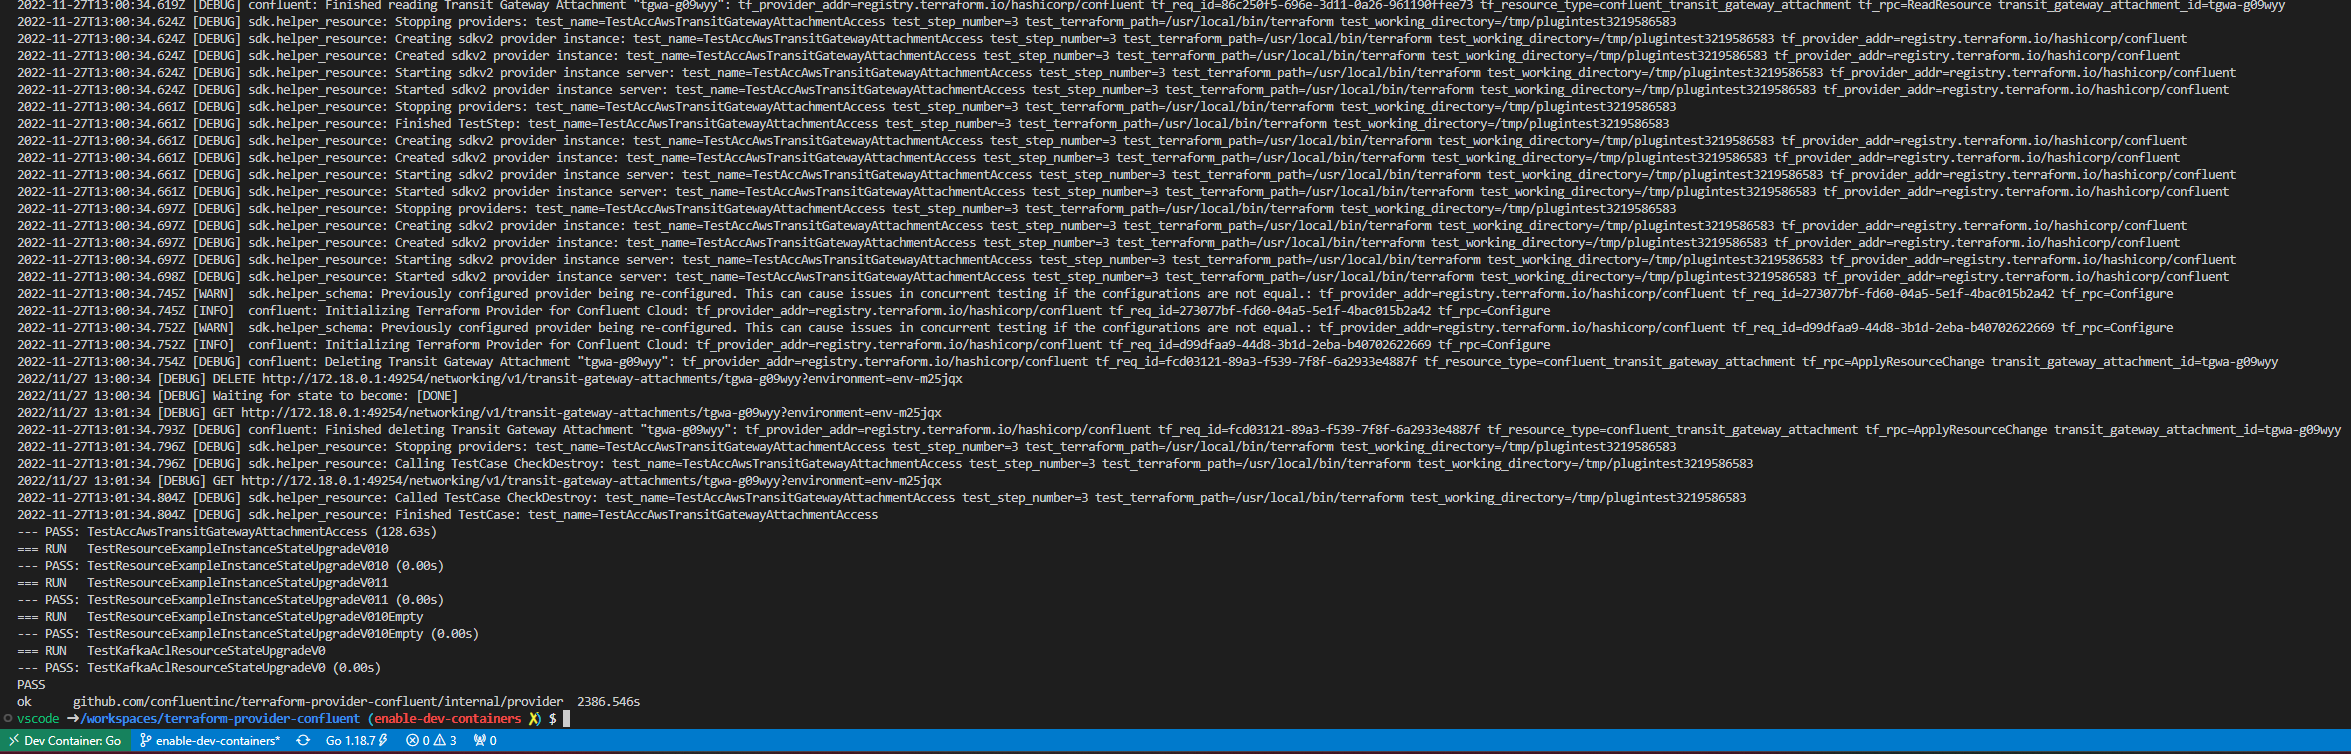 2022-11-27T13:00:34.619Z [DEBUG] confluent: Finished reading Transit Gateway Attachment "tgwa-g09wyy": tf_provider_addr=registry.terraform.io/hashicorp/confluent tf_req_id=86c250f5-696e-3d11-0a26-961190ffee73 tf_resource_type=confluent_transit_gateway_attachment tf_rpc=ReadResource transit_gateway_attachment_id=tgwa-g09wyy
2022-11-27T13:00:34.624Z [DEBUG] sdk.helper_resource: Stopping providers: test_name=TestAccAwsTransitGatewayAttachmentAccess test_step_number=3 test_terraform_path=/usr/local/bin/terraform test_working_directory=/tmp/plugintest3219586583
2022-11-27T13:00:34.624Z [DEBUG] sdk.helper_resource: Creating sdkv2 provider instance: test_name=TestAccAwsTransitGatewayAttachmentAccess test_step_number=3 test_terraform_path=/usr/local/bin/terraform test_working_directory=/tmp/plugintest3219586583 tf_provider_addr=registry.terraform.io/hashicorp/confluent
2022-11-27T13:00:34.624Z [DEBUG] sdk.helper_resource: Created sdkv2 provider instance: test_name=TestAccAwsTransitGatewayAttachmentAccess test_step_number=3 test_terraform_path=/usr/local/bin/terraform test_working_directory=/tmp/plugintest3219586583 tf_provider_addr=registry.terraform.io/hashicorp/confluent
2022-11-27T13:00:34.624Z [DEBUG] sdk.helper_resource: Starting sdkv2 provider instance server: test_name=TestAccAwsTransitGatewayAttachmentAccess test_step_number=3 test_terraform_path=/usr/local/bin/terraform test_working_directory=/tmp/plugintest3219586583 tf_provider_addr=registry.terraform.io/hashicorp/confluent
2022-11-27T13:00:34.624Z [DEBUG] sdk.helper_resource: Started sdkv2 provider instance server: test_name=TestAccAwsTransitGatewayAttachmentAccess test_step_number=3 test_terraform_path=/usr/local/bin/terraform test_working_directory=/tmp/plugintest3219586583 tf_provider_addr=registry.terraform.io/hashicorp/confluent
2022-11-27T13:00:34.661Z [DEBUG] sdk.helper_resource: Stopping providers: test_name=TestAccAwsTransitGatewayAttachmentAccess test_step_number=3 test_terraform_path=/usr/local/bin/terraform test_working_directory=/tmp/plugintest3219586583
2022-11-27T13:00:34.661Z [DEBUG] sdk.helper_resource: Finished TestStep: test_name=TestAccAwsTransitGatewayAttachmentAccess test_step_number=3 test_terraform_path=/usr/local/bin/terraform test_working_directory=/tmp/plugintest3219586583
2022-11-27T13:00:34.661Z [DEBUG] sdk.helper_resource: Creating sdkv2 provider instance: test_name=TestAccAwsTransitGatewayAttachmentAccess test_step_number=3 test_terraform_path=/usr/local/bin/terraform test_working_directory=/tmp/plugintest3219586583 tf_provider_addr=registry.terraform.io/hashicorp/confluent
2022-11-27T13:00:34.661Z [DEBUG] sdk.helper_resource: Created sdkv2 provider instance: test_name=TestAccAwsTransitGatewayAttachmentAccess test_step_number=3 test_terraform_path=/usr/local/bin/terraform test_working_directory=/tmp/plugintest3219586583 tf_provider_addr=registry.terraform.io/hashicorp/confluent
2022-11-27T13:00:34.661Z [DEBUG] sdk.helper_resource: Starting sdkv2 provider instance server: test_name=TestAccAwsTransitGatewayAttachmentAccess test_step_number=3 test_terraform_path=/usr/local/bin/terraform test_working_directory=/tmp/plugintest3219586583 tf_provider_addr=registry.terraform.io/hashicorp/confluent
2022-11-27T13:00:34.661Z [DEBUG] sdk.helper_resource: Started sdkv2 provider instance server: test_name=TestAccAwsTransitGatewayAttachmentAccess test_step_number=3 test_terraform_path=/usr/local/bin/terraform test_working_directory=/tmp/plugintest3219586583 tf_provider_addr=registry.terraform.io/hashicorp/confluent
2022-11-27T13:00:34.697Z [DEBUG] sdk.helper_resource: Stopping providers: test_name=TestAccAwsTransitGatewayAttachmentAccess test_step_number=3 test_terraform_path=/usr/local/bin/terraform test_working_directory=/tmp/plugintest3219586583
2022-11-27T13:00:34.697Z [DEBUG] sdk.helper_resource: Creating sdkv2 provider instance: test_name=TestAccAwsTransitGatewayAttachmentAccess test_step_number=3 test_terraform_path=/usr/local/bin/terraform test_working_directory=/tmp/plugintest3219586583 tf_provider_addr=registry.terraform.io/hashicorp/confluent
2022-11-27T13:00:34.697Z [DEBUG] sdk.helper_resource: Created sdkv2 provider instance: test_name=TestAccAwsTransitGatewayAttachmentAccess test_step_number=3 test_terraform_path=/usr/local/bin/terraform test_working_directory=/tmp/plugintest3219586583 tf_provider_addr=registry.terraform.io/hashicorp/confluent
2022-11-27T13:00:34.697Z [DEBUG] sdk.helper_resource: Starting sdkv2 provider instance server: test_name=TestAccAwsTransitGatewayAttachmentAccess test_step_number=3 test_terraform_path=/usr/local/bin/terraform test_working_directory=/tmp/plugintest3219586583 tf_provider_addr=registry.terraform.io/hashicorp/confluent
2022-11-27T13:00:34.698Z [DEBUG] sdk.helper_resource: Started sdkv2 provider instance server: test_name=TestAccAwsTransitGatewayAttachmentAccess test_step_number=3 test_terraform_path=/usr/local/bin/terraform test_working_directory=/tmp/plugintest3219586583 tf_provider_addr=registry.terraform.io/hashicorp/confluent
2022-11-27T13:00:34.745Z [WARN]  sdk.helper_schema: Previously configured provider being re-configured. This can cause issues in concurrent testing if the configurations are not equal.: tf_provider_addr=registry.terraform.io/hashicorp/confluent tf_req_id=273077bf-fd60-04a5-5e1f-4bac015b2a42 tf_rpc=Configure
2022-11-27T13:00:34.745Z [INFO]  confluent: Initializing Terraform Provider for Confluent Cloud: tf_provider_addr=registry.terraform.io/hashicorp/confluent tf_req_id=273077bf-fd60-04a5-5e1f-4bac015b2a42 tf_rpc=Configure
2022-11-27T13:00:34.752Z [WARN]  sdk.helper_schema: Previously configured provider being re-configured. This can cause issues in concurrent testing if the configurations are not equal.: tf_provider_addr=registry.terraform.io/hashicorp/confluent tf_req_id=d99dfaa9-44d8-3b1d-2eba-b40702622669 tf_rpc=Configure
2022-11-27T13:00:34.752Z [INFO]  confluent: Initializing Terraform Provider for Confluent Cloud: tf_provider_addr=registry.terraform.io/hashicorp/confluent tf_req_id=d99dfaa9-44d8-3b1d-2eba-b40702622669 tf_rpc=Configure
2022-11-27T13:00:34.754Z [DEBUG] confluent: Deleting Transit Gateway Attachment "tgwa-g09wyy": tf_provider_addr=registry.terraform.io/hashicorp/confluent tf_req_id=fcd03121-89a3-f539-7f8f-6a2933e4887f tf_resource_type=confluent_transit_gateway_attachment tf_rpc=ApplyResourceChange transit_gateway_attachment_id=tgwa-g09wyy
2022/11/27 13:00:34 [DEBUG] DELETE http://172.18.0.1:49254/networking/v1/transit-gateway-attachments/tgwa-g09wyy?environment=env-m25jqx
2022/11/27 13:00:34 [DEBUG] Waiting for state to become: [DONE]
2022/11/27 13:01:34 [DEBUG] GET http://172.18.0.1:49254/networking/v1/transit-gateway-attachments/tgwa-g09wyy?environment=env-m25jqx
2022-11-27T13:01:34.793Z [DEBUG] confluent: Finished deleting Transit Gateway Attachment "tgwa-g09wyy": tf_provider_addr=registry.terraform.io/hashicorp/confluent tf_req_id=fcd03121-89a3-f539-7f8f-6a2933e4887f tf_resource_type=confluent_transit_gateway_attachment tf_rpc=ApplyResourceChange transit_gateway_attachment_id=tgwa-g09wyy
2022-11-27T13:01:34.796Z [DEBUG] sdk.helper_resource: Stopping providers: test_name=TestAccAwsTransitGatewayAttachmentAccess test_step_number=3 test_terraform_path=/usr/local/bin/terraform test_working_directory=/tmp/plugintest3219586583
2022-11-27T13:01:34.796Z [DEBUG] sdk.helper_resource: Calling TestCase CheckDestroy: test_name=TestAccAwsTransitGatewayAttachmentAccess test_step_number=3 test_terraform_path=/usr/local/bin/terraform test_working_directory=/tmp/plugintest3219586583
2022/11/27 13:01:34 [DEBUG] GET http://172.18.0.1:49254/networking/v1/transit-gateway-attachments/tgwa-g09wyy?environment=env-m25jqx
2022-11-27T13:01:34.804Z [DEBUG] sdk.helper_resource: Called TestCase CheckDestroy: test_name=TestAccAwsTransitGatewayAttachmentAccess test_step_number=3 test_terraform_path=/usr/local/bin/terraform test_working_directory=/tmp/plugintest3219586583
2022-11-27T13:01:34.804Z [DEBUG] sdk.helper_resource: Finished TestCase: test_name=TestAccAwsTransitGatewayAttachmentAccess
--- PASS: TestAccAwsTransitGatewayAttachmentAccess (128.63s)
=== RUN   TestResourceExampleInstanceStateUpgradeV010
--- PASS: TestResourceExampleInstanceStateUpgradeV010 (0.00s)
=== RUN   TestResourceExampleInstanceStateUpgradeV011
--- PASS: TestResourceExampleInstanceStateUpgradeV011 (0.00s)
=== RUN   TestResourceExampleInstanceStateUpgradeV010Empty
--- PASS: TestResourceExampleInstanceStateUpgradeV010Empty (0.00s)
=== RUN   TestKafkaAclResourceStateUpgradeV0
--- PASS: TestKafkaAclResourceStateUpgradeV0 (0.00s)
PASS
ok      github.com/confluentinc/terraform-provider-confluent/internal/provider  2386.546s
vscode ➜/workspaces/terraform-provider-confluent (enable-dev-containers ✗) $
Dev Container: Go enable-dev-containers* Go 1.18.7 0 3 0